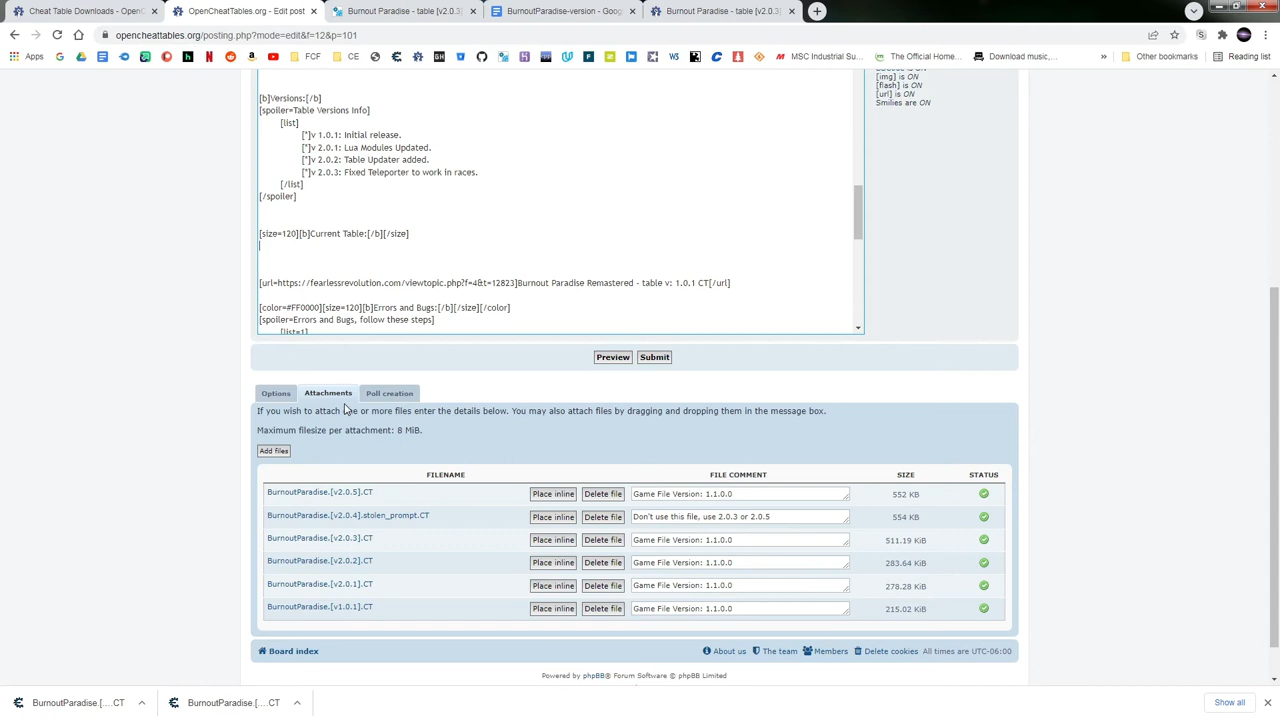 Cheat Table Downloads - OpenC
OpenCheatTables.org - Edit post
Burnout Paradise - table [v2.0.3]
BurnoutParadise-version - Goog
Burnout Paradise - table [v2.0.3]
opencheattables.org/posting.php?mode=edit&f=12&p=101
Apps
FCF
CE
MSC Industrial Su...
The Official Home...
Download music,...
Other bookmarks
Reading list
[img] is ON
[flash] is ON
[url] is ON
Smilies are ON
[b]Versions:[/b]
[spoiler=Table Versions Info]
[list]
[*]v 1.0.1: Initial release.
[*]v 2.0.1: Lua Modules Updated.
[*]v 2.0.2: Table Updater added.
[*]v 2.0.3: Fixed Teleporter to work in races.
[/list]
[/spoiler]
[size=120][b]Current Table:[/b][/size]
[url=https://fearlessrevolution.com/viewtopic.php?f=4&t=12823]Burnout Paradise Remastered - table v: 1.0.1 CT[/url]
[color=#FF0000][size=120][b]Errors and Bugs:[/b][/size][/color]
[spoiler=Errors and Bugs, follow these steps]
[list=1]
Preview Submit
Options Attachments Poll creation
If you wish to attach one or more files enter the details below. You may also attach files by dragging and dropping them in the message box.
Maximum filesize per attachment: 8 MiB.
Add files
FILENAME FILE COMMENT SIZE STATUS
BurnoutParadise.[v2.0.5].CT Place inline Delete file Game File Version: 1.1.0.0 552 KB
BurnoutParadise.[v2.0.4].stolen_prompt.CT Place inline Delete file Don't use this file, use 2.0.3 or 2.0.5 554 KB
BurnoutParadise.[v2.0.3].CT Place inline Delete file Game File Version: 1.1.0.0 511.19 KiB
BurnoutParadise.[v2.0.2].CT Place inline Delete file Game File Version: 1.1.0.0 283.64 KiB
BurnoutParadise.[v2.0.1].CT Place inline Delete file Game File Version: 1.1.0.0 278.28 KiB
BurnoutParadise.[v1.0.1].CT Place inline Delete file Game File Version: 1.1.0.0 215.02 KiB
Board index About us The team Members Delete cookies All times are UTC-06:00
Powered by phpBB® Forum Software © phpBB Limited
BurnoutParadise.[....CT BurnoutParadise.[....CT Show all